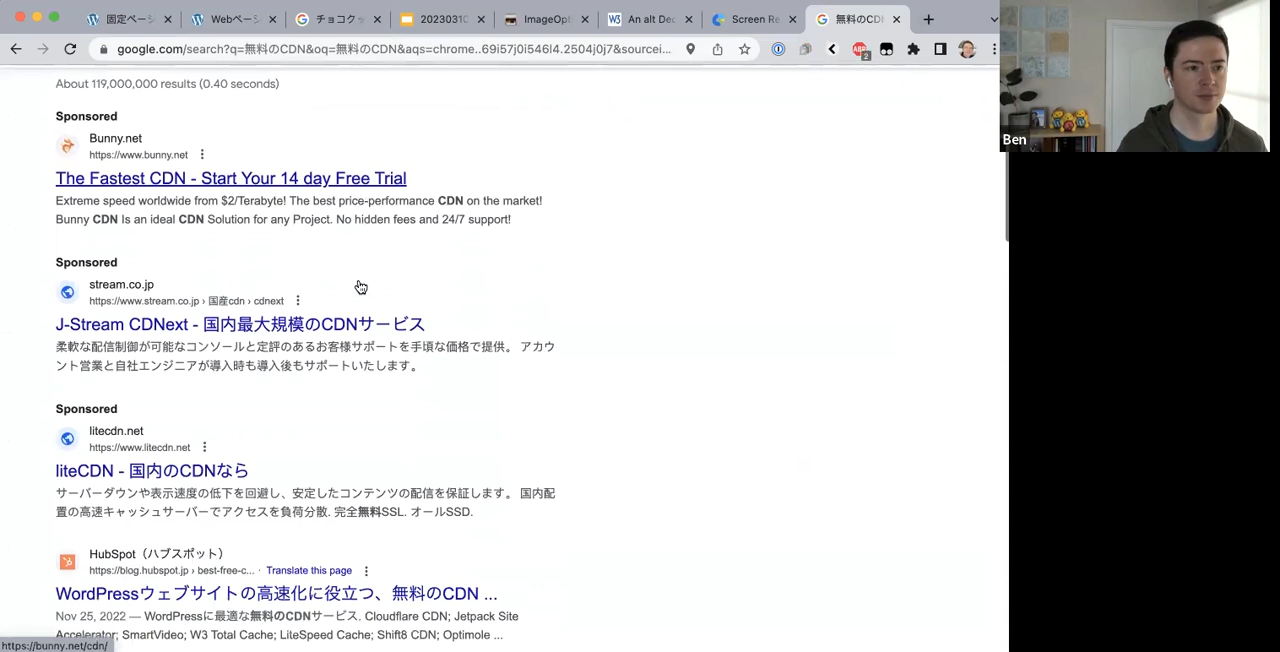 固定ページ
Webページ
チョコクッ
20230310
ImageOpt
An alt Dec
Screen Re
無料のCDN
google.com/search?q=無料のCDN&oq=無料のCDN&aqs=chrome..69i57j0i546l4.2504j0j7&sourcei...
ABP
2
Ben
About 119,000,000 results (0.40 seconds)
Sponsored
Bunny.net
https://www.bunny.net
The Fastest CDN - Start Your 14 day Free Trial
Extreme speed worldwide from $2/Terabyte! The best price-performance CDN on the market!
Bunny CDN Is an ideal CDN Solution for any Project. No hidden fees and 24/7 support!
Sponsored
stream.co.jp
https://www.stream.co.jp › 国産cdn › cdnext
J-Stream CDNext - 国内最大規模のCDNサービス
柔軟な配信制御が可能なコンソールと定評のあるお客様サポートを手頃な価格で提供。 アカウ
ント営業と自社エンジニアが導入時も導入後もサポートいたします。
Sponsored
litecdn.net
https://www.litecdn.net
liteCDN - 国内のCDNなら
サーバーダウンや表示速度の低下を回避し、安定したコンテンツの配信を保証します。 国内配
置の高速キャッシュサーバーでアクセスを負荷分散. 完全無料SSL. オールSSD.
HubSpot（ハブスポット）
https://blog.hubspot.jp › best-free-c... · Translate this page
WordPressウェブサイトの高速化に役立つ、無料のCDN ...
Nov 25, 2022 — WordPressに最適な無料のCDNサービス. Cloudflare CDN; Jetpack Site
Accelerator; SmartVideo; W3 Total Cache; LiteSpeed Cache; Shift8 CDN; Optimole ...
https://bunny.net/cdn/